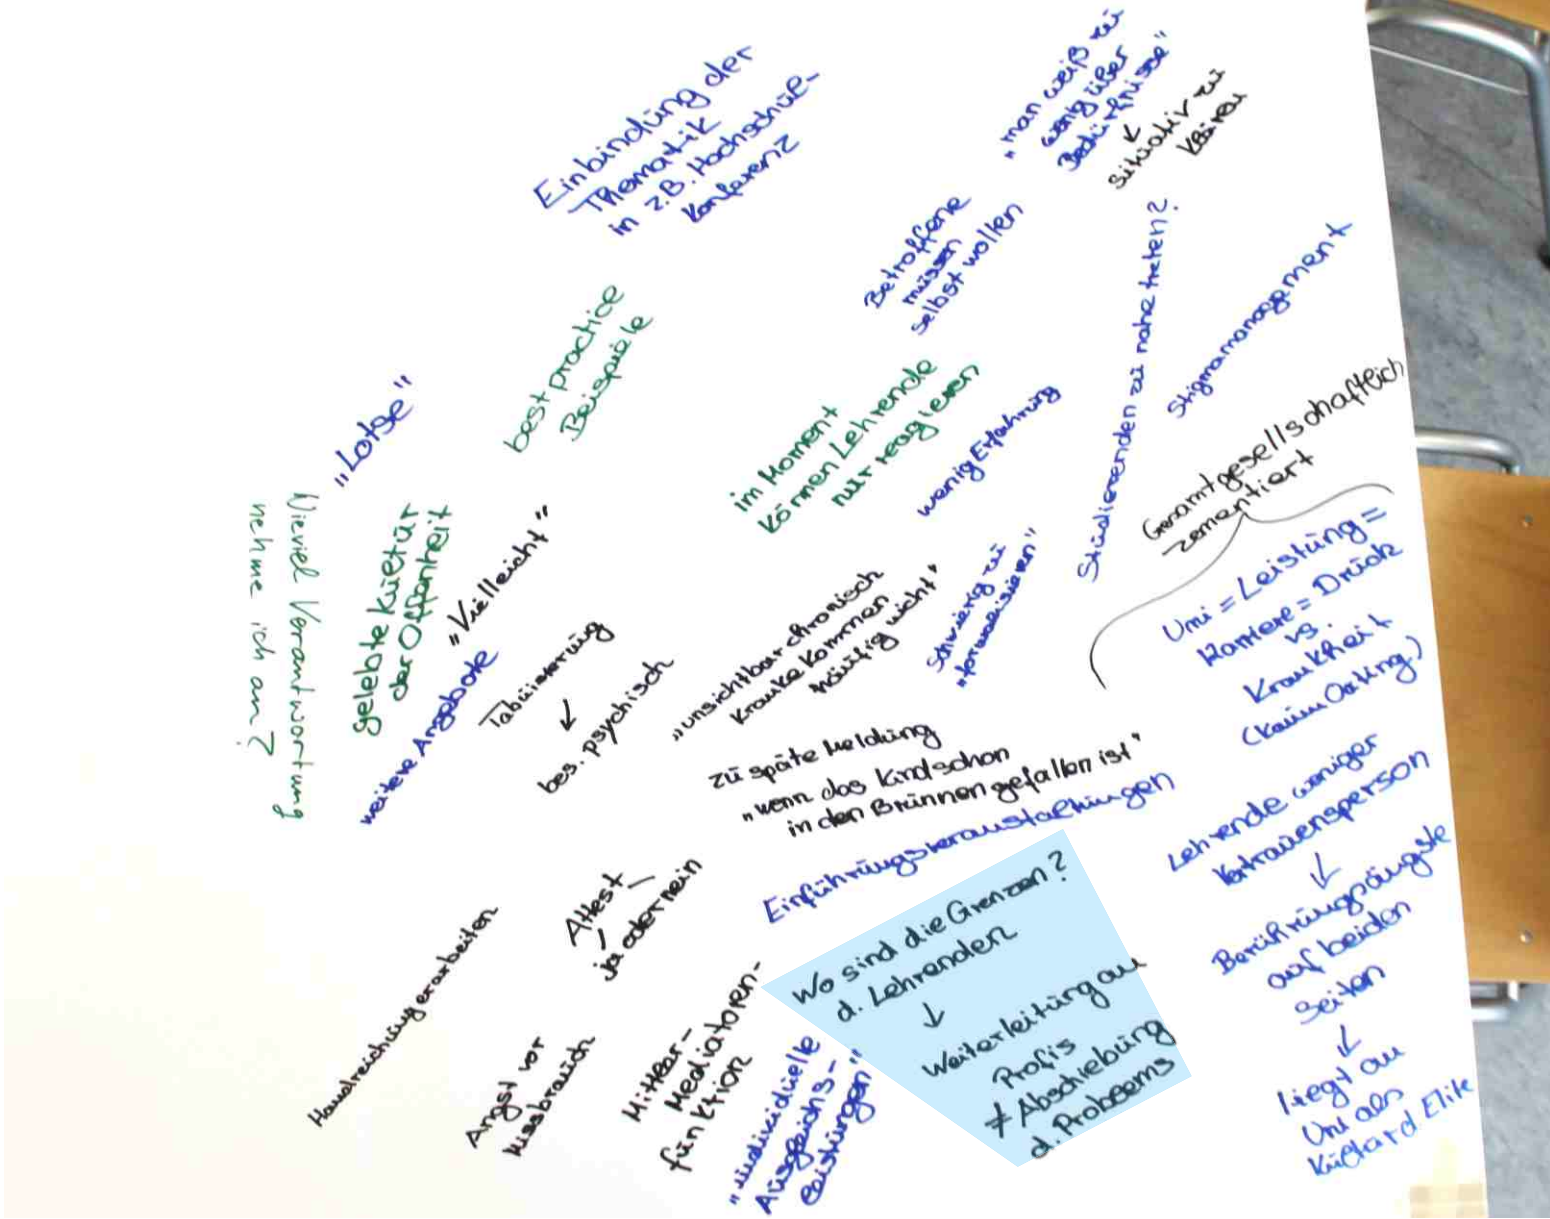 Einbindung der
Thematik
in z.B. Hochschul-
konferenz
„man weiß zu
wenig über
Bedürfnisse"
↙
situativ zu
klären
Betroffene
müssen
selbst wollen
Studierenden zu nahe treten?
Stigmamanagement
best practice
Beispiele
„Lotse"
im Moment
können Lehrende
nur reagieren
wenig Erfahrung
Gesamtgesellschaftlich
zementiert
Uni = Leistung =
Karriere = Druck
vs.
Krankheit
(kaum Outing)
Wieviel Verantwortung
nehme ich an?
gelebte Kultur
der Offenheit
„Vielleicht"
weitere Angebote
Tabuisierung
↓
bes. psychisch
„unsichtbar chronisch
Kranke kommen
häufig nicht"
Schwierig zu
„formalisieren"
zu späte Meldung
„wenn das Kind schon
in den Brunnen gefallen ist"
Einführungsveranstaltungen
Lehrende weniger
Vertrauensperson
↓
Berührungsängste
auf beiden
Seiten
↓
liegt an
Uni als
Elite
Handreichung erarbeiten
Attest
ja oder nein
Angst vor
Missbrauch
Mittler-
Mediatoren-
funktion
„individuelle
Ausgleichs-
leistungen"
Wo sind die Grenzen?
d. Lehrenden
↓
Weiterleitung an
Profis
≠ Abschiebung
d. Problems